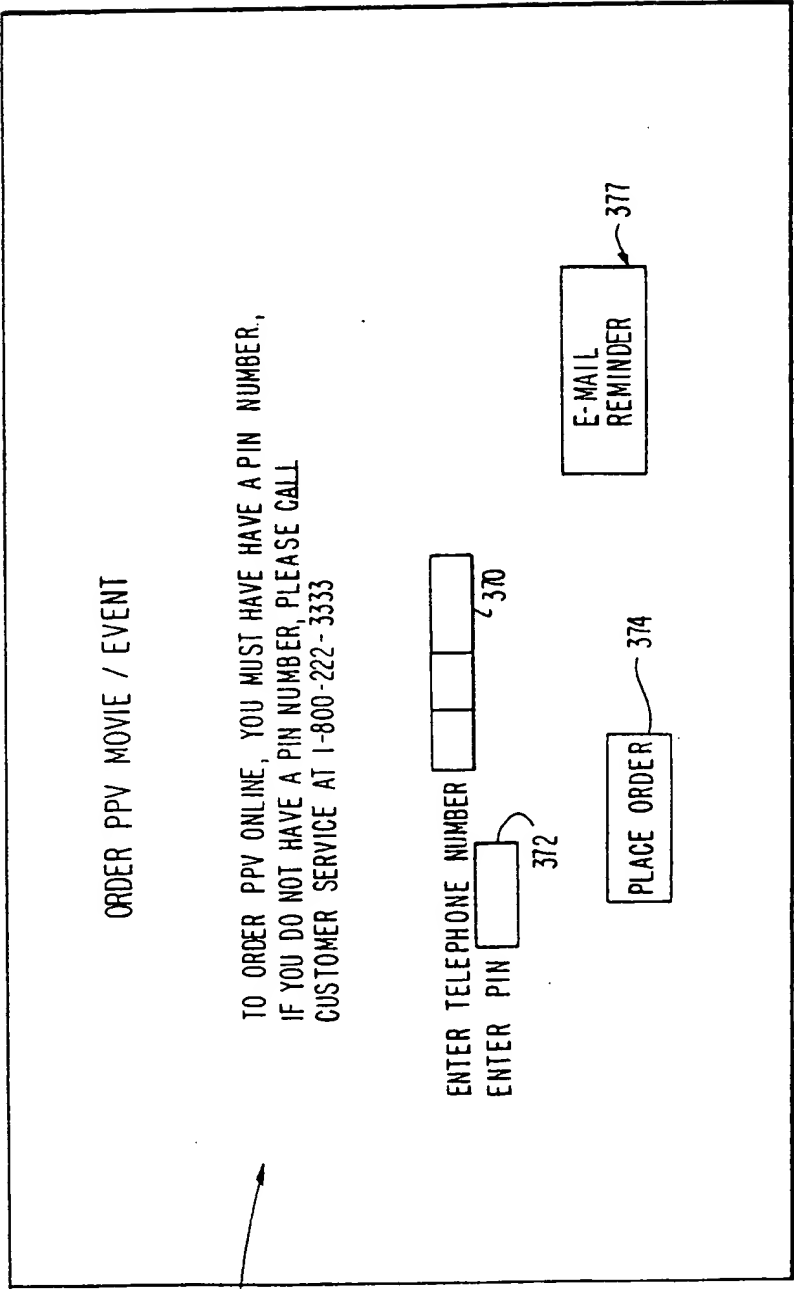 ORDER PPV MOVIE / EVENT
TO ORDER PPV ONLINE, YOU MUST HAVE HAVE A PIN NUMBER.,
IF YOU DO NOT HAVE A PIN NUMBER, PLEASE CALL
CUSTOMER SERVICE AT 1-800-222-3333
ENTER TELEPHONE NUMBER
370
ENTER PIN
372
PLACE ORDER
374
E-MAIL
REMINDER
377